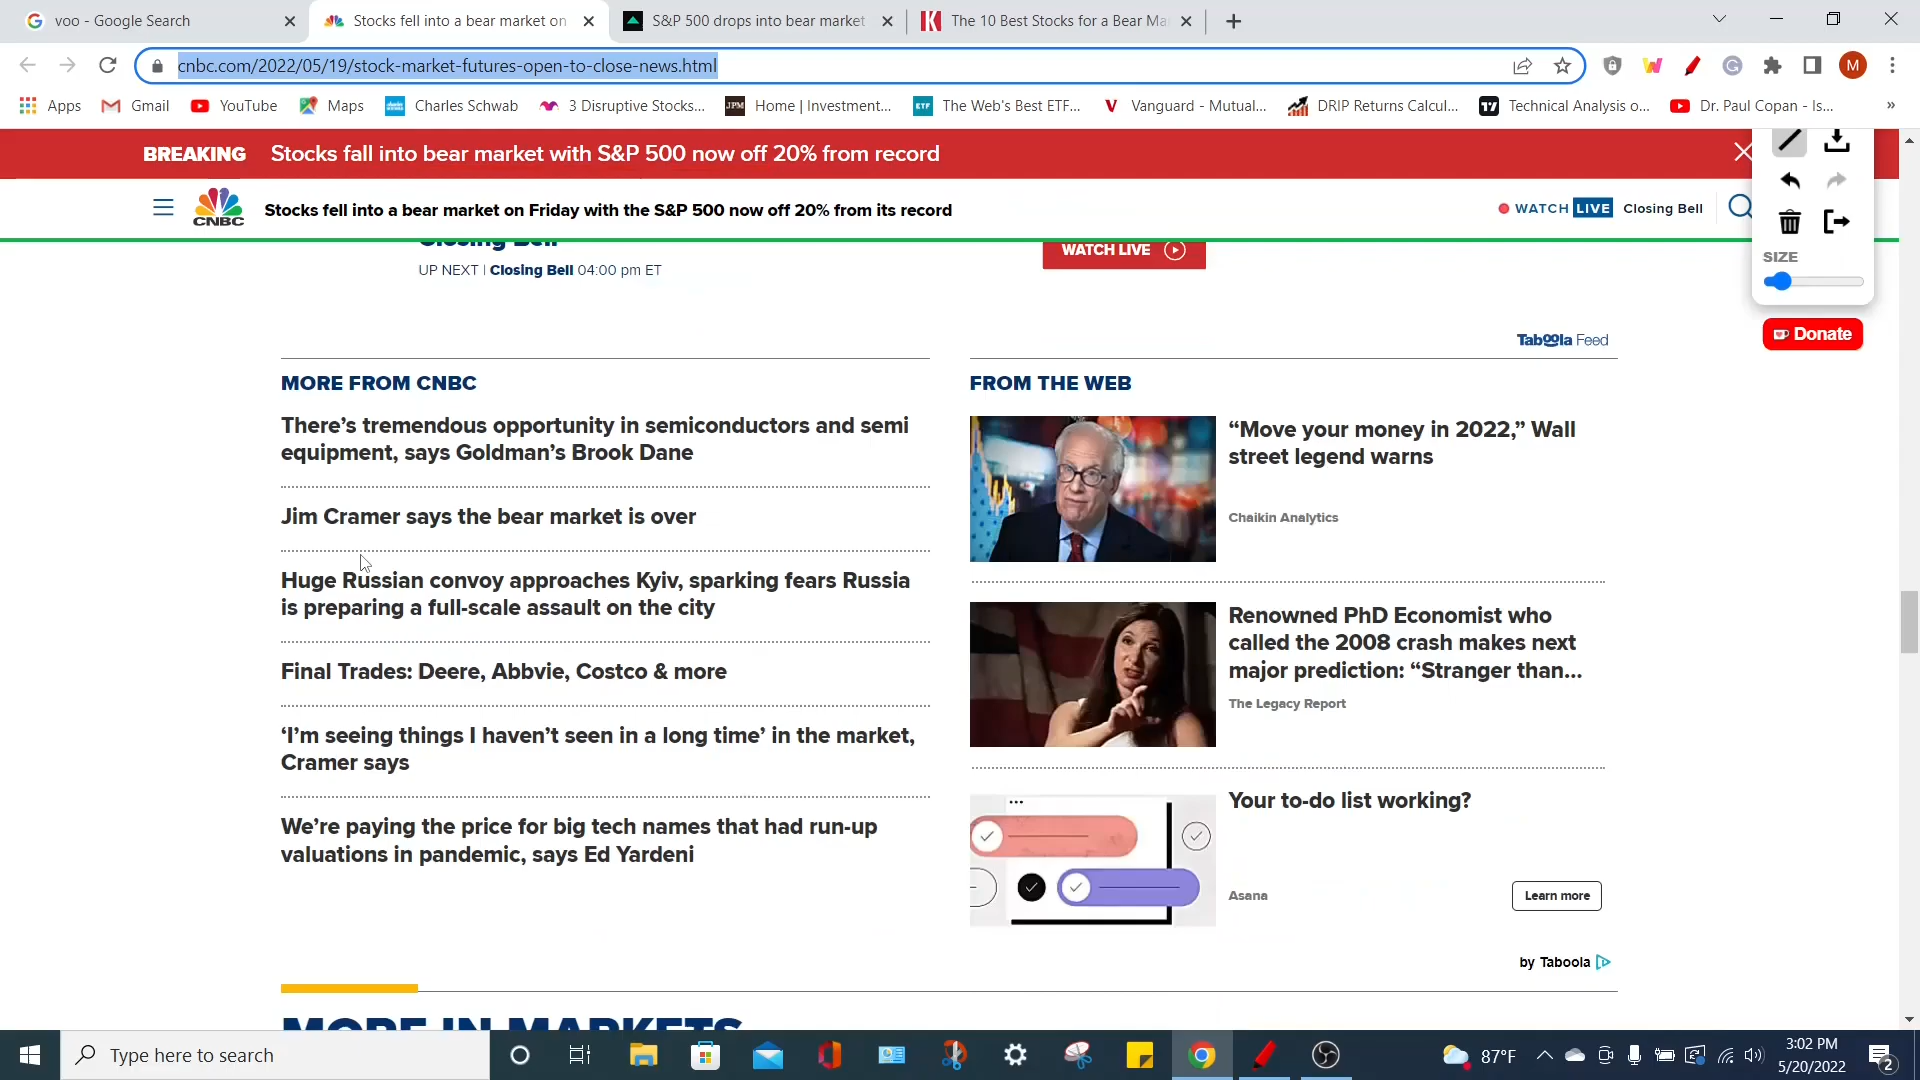 voo - Google Search
Stocks fell into a bear market on
S&P 500 drops into bear market
The 10 Best Stocks for a Bear Ma
cnbc.com/2022/05/19/stock-market-futures-open-to-close-news.html
M
Apps
Gmail
YouTube
Maps
Charles Schwab
3 Disruptive Stocks...
JPM
Home | Investment...
ETF
The Web's Best ETF...
Vanguard - Mutual...
DRIP Returns Calcul...
Technical Analysis o...
Dr. Paul Copan - Is...
BREAKING Stocks fall into bear market with S&P 500 now off 20% from record
CNBC
Stocks fell into a bear market on Friday with the S&P 500 now off 20% from its record
WATCH LIVE Closing Bell
SIZE
Donate
Closing Bell
UP NEXT | Closing Bell 04:00 pm ET
WATCH LIVE
Taboola Feed
MORE FROM CNBC
There's tremendous opportunity in semiconductors and semi
equipment, says Goldman's Brook Dane
Jim Cramer says the bear market is over
Huge Russian convoy approaches Kyiv, sparking fears Russia
is preparing a full-scale assault on the city
Final Trades: Deere, Abbvie, Costco & more
‘I'm seeing things I haven't seen in a long time’ in the market,
Cramer says
We're paying the price for big tech names that had run-up
valuations in pandemic, says Ed Yardeni
FROM THE WEB
“Move your money in 2022,” Wall
street legend warns
Chaikin Analytics
Renowned PhD Economist who
called the 2008 crash makes next
major prediction: “Stranger than...
The Legacy Report
Your to-do list working?
Asana
Learn more
by Taboola
MORE IN MARKETS
Type here to search
87°F
3:02 PM
5/20/2022
2